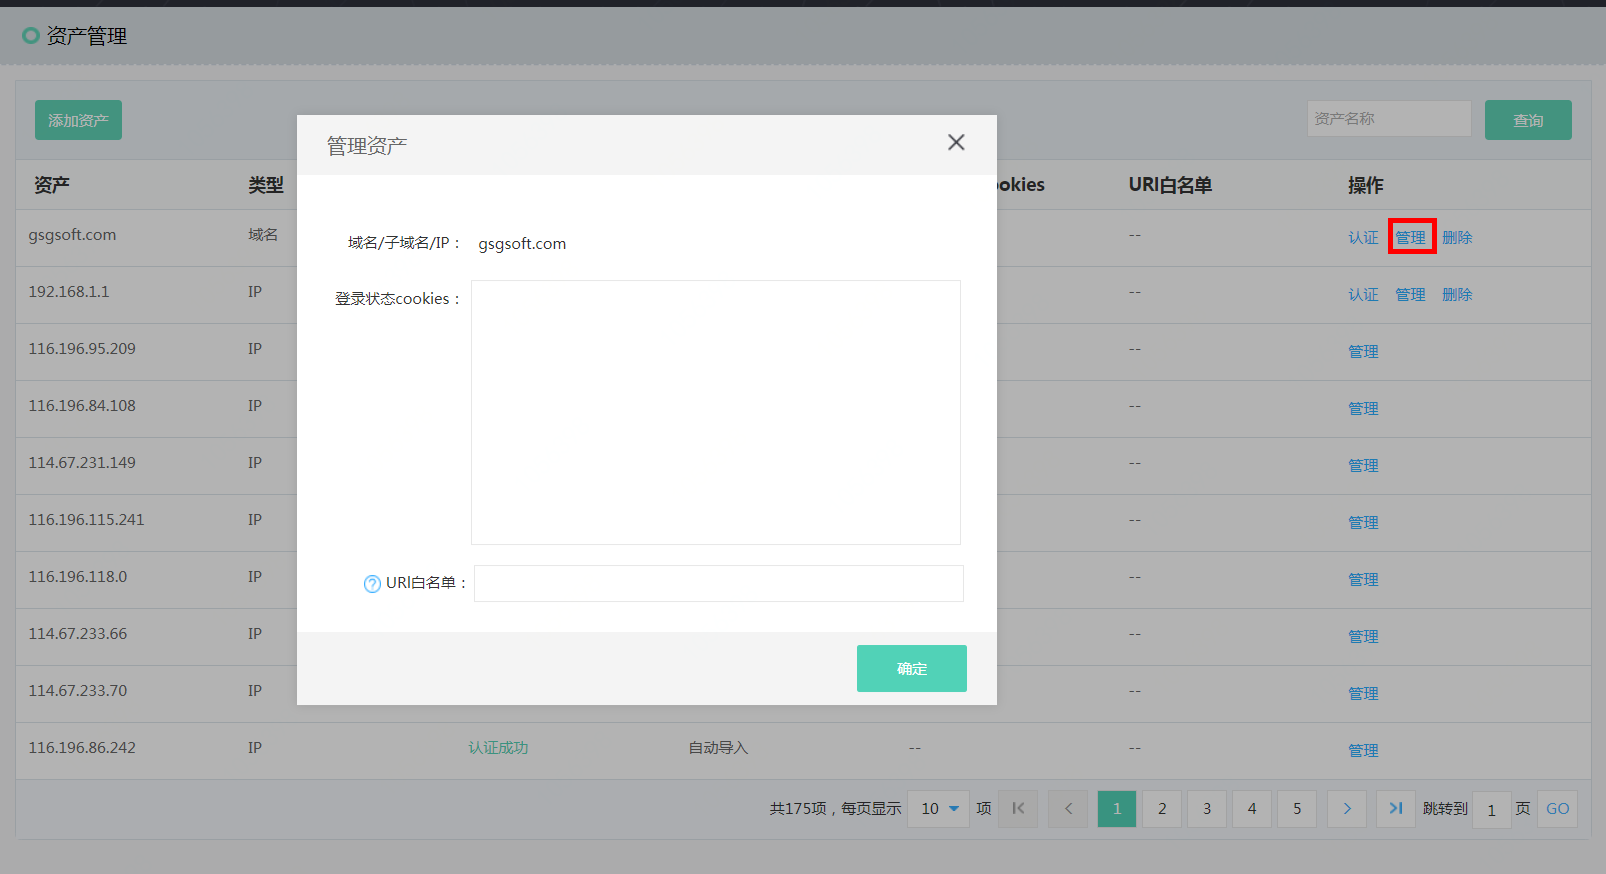 资产管理
添加资产
资产名称
查询
管理资产
资产 类型 ookies URI白名单 操作
gsgsoft.com 域名 -- 认证 管理 删除
域名/子域名/IP： gsgsoft.com
192.168.1.1 IP -- 认证 管理 删除
登录状态cookies：
116.196.95.209 IP -- 管理
116.196.84.108 IP -- 管理
114.67.231.149 IP -- 管理
116.196.115.241 IP -- 管理
116.196.118.0 IP -- 管理
? URI白名单：
114.67.233.66 IP -- 管理
确定
114.67.233.70 IP -- 管理
116.196.86.242 IP 认证成功 自动导入 -- -- 管理
共175项，每页显示 10 项 1 2 3 4 5 跳转到 1 页 GO